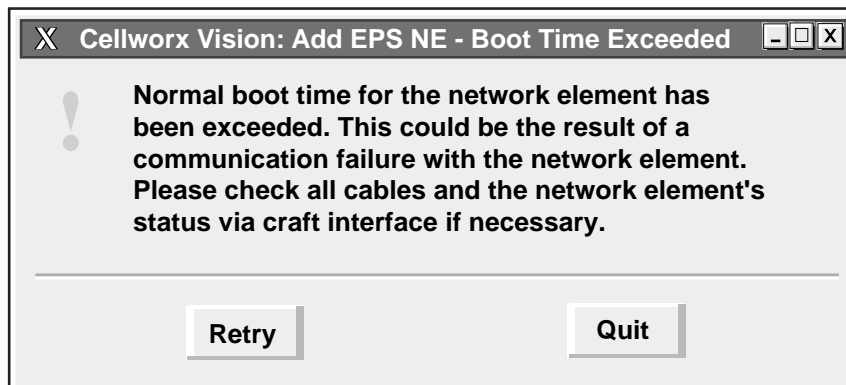 Cellworx Vision: Add EPS NE - Boot Time Exceeded
Normal boot time for the network element has
been exceeded. This could be the result of a
communication failure with the network element.
Please check all cables and the network element's
status via craft interface if necessary.
Retry Quit